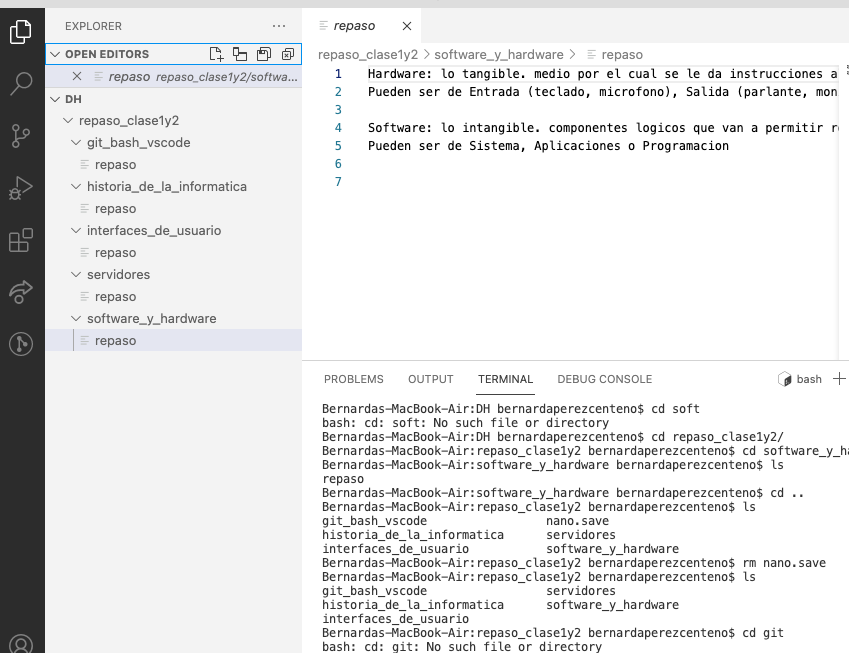 EXPLORER
OPEN EDITORS
repaso repaso_clase1y2/softwa...
DH
repaso_clase1y2
git_bash_vscode
repaso
historia_de_la_informatica
repaso
interfaces_de_usuario
repaso
servidores
repaso
software_y_hardware
repaso
repaso
repaso_clase1y2 > software_y_hardware > repaso
1 Hardware: lo tangible. medio por el cual se le da instrucciones a
2 Pueden ser de Entrada (teclado, microfono), Salida (parlante, mon
3
4 Software: lo intangible. componentes logicos que van a permitir r
5 Pueden ser de Sistema, Aplicaciones o Programacion
6
7
PROBLEMS OUTPUT TERMINAL DEBUG CONSOLE bash
Bernardas-MacBook-Air:DH bernardaperezcenteno$ cd soft
bash: cd: soft: No such file or directory
Bernardas-MacBook-Air:DH bernardaperezcenteno$ cd repaso_clase1y2/
Bernardas-MacBook-Air:repaso_clase1y2 bernardaperezcenteno$ cd software_y_ha
Bernardas-MacBook-Air:software_y_hardware bernardaperezcenteno$ ls
repaso
Bernardas-MacBook-Air:software_y_hardware bernardaperezcenteno$ cd ..
Bernardas-MacBook-Air:repaso_clase1y2 bernardaperezcenteno$ ls
git_bash_vscode nano.save
historia_de_la_informatica servidores
interfaces_de_usuario software_y_hardware
Bernardas-MacBook-Air:repaso_clase1y2 bernardaperezcenteno$ rm nano.save
Bernardas-MacBook-Air:repaso_clase1y2 bernardaperezcenteno$ ls
git_bash_vscode servidores
historia_de_la_informatica software_y_hardware
interfaces_de_usuario
Bernardas-MacBook-Air:repaso_clase1y2 bernardaperezcenteno$ cd git
bash: cd: git: No such file or directory